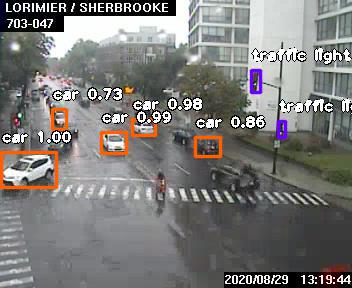 LORIMIER / SHERBROOKE
703-047
traffic light
car 0.73
car 0.98
traffic lig
car 0.99
car 0.86
car 1.00
2020/08/29 13:19:44